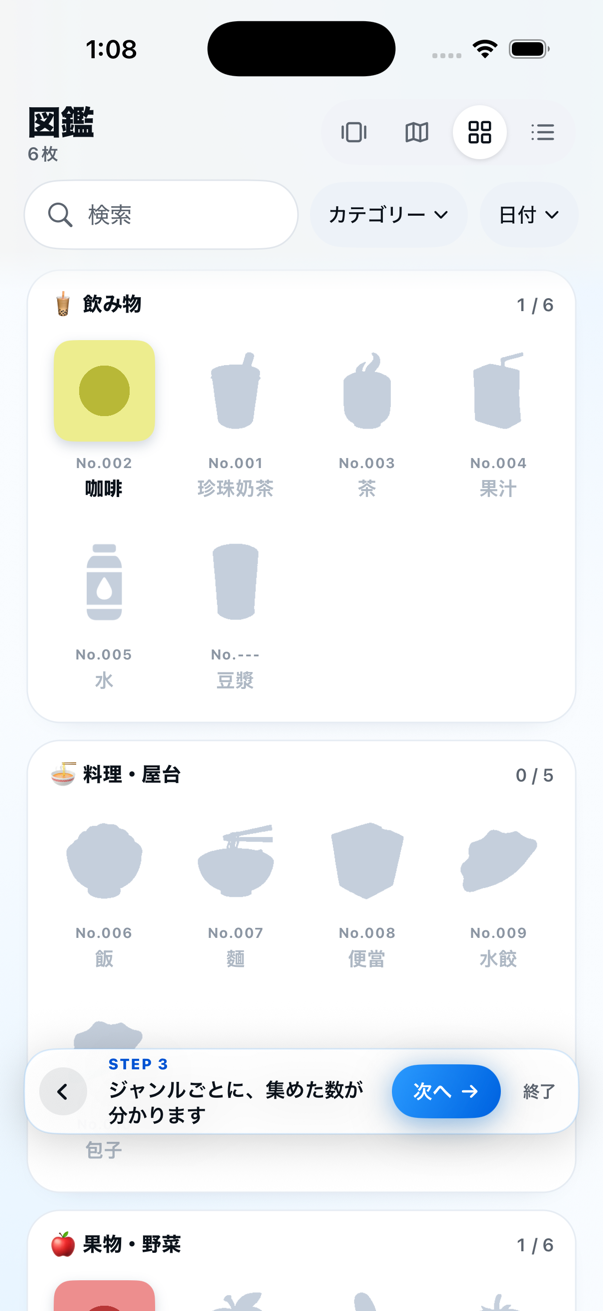 1:08
図鑑
6枚
検索
カテゴリー
日付
飲み物
1 / 6
No.002
No.001
No.003
No.004
咖啡
珍珠奶茶
茶
果汁
No.005
No.---
水
豆漿
料理・屋台
0 / 5
No.006
No.007
No.008
No.009
飯
麵
便當
水餃
STEP 3
ジャンルごとに、集めた数が
分かります
次へ →
終了
包子
果物・野菜
1 / 6